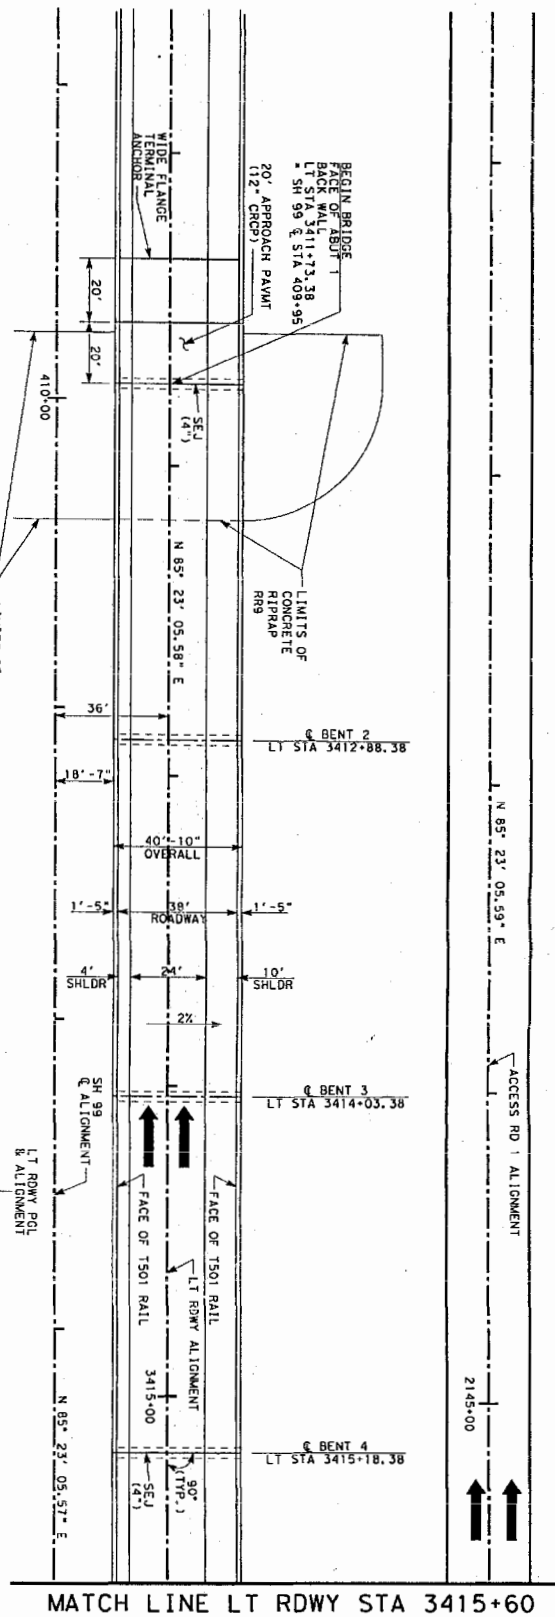 WIDE FLANGE
TERMINAL
ANCHOR
BEGIN BRIDGE
FACE OF ABUT 1
BACK WALL
LT STA 3411+73.38
= SH 99 ℄ STA 409+95
20' APPROACH PAVMT
(12" CRCP)
20'
20'
410+00
SEJ
(4")
N 85° 23' 05.58" E
LIMITS OF
CONCRETE
RIPRAP
RR9
36'
℄ BENT 2
LT STA 3412+88.38
18'-7"
N 85° 23' 05.59" E
40'-10"
OVERALL
1'-5"
38'
ROADWAY
1'-5"
4'
SHLDR
24'
10'
SHLDR
2%
℄ BENT 3
LT STA 3414+03.38
ACCESS RD 1 ALIGNMENT
SH 99
℄ ALIGNMENT
LT RDWY PGL
& ALIGNMENT
FACE OF T501 RAIL
FACE OF T501 RAIL
LT RDWY ALIGNMENT
3415+00
2145+00
N 85° 23' 05.57" E
℄ BENT 4
LT STA 3415+18.38
90°
(TYP.)
SEJ
(4")
MATCH LINE LT RDWY STA 3415+60